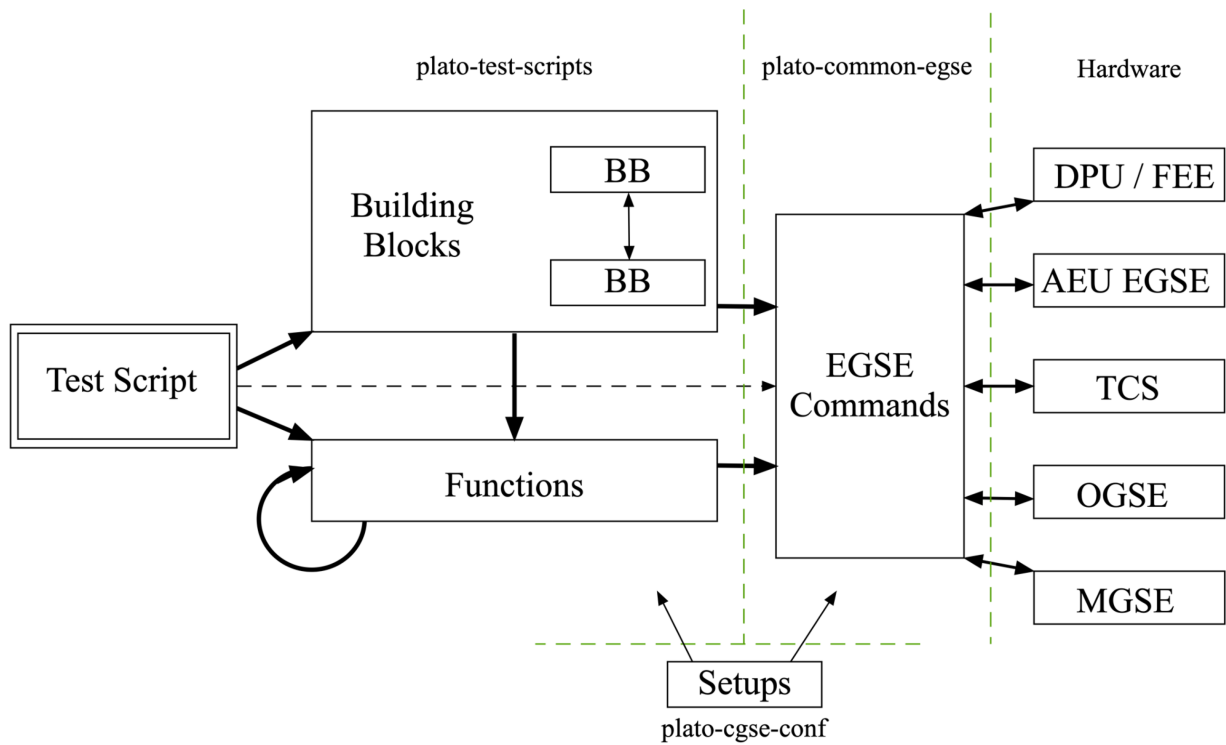 plato-test-scripts
plato-common-egse
Hardware
BB
DPU / FEE
Building
Blocks
BB
AEU EGSE
Test Script
EGSE
Commands
TCS
Functions
OGSE
MGSE
Setups
plato-cgse-conf